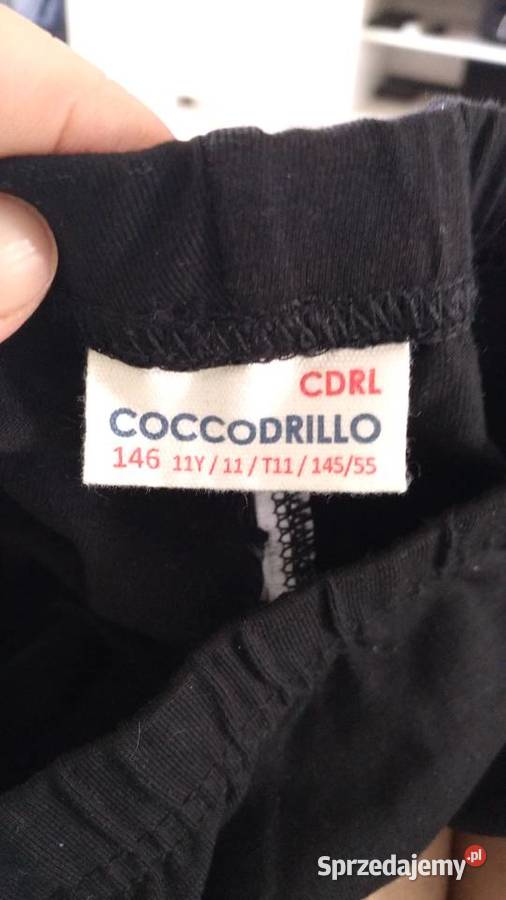 CDRL
COCCODRILLO
146 11Y / 11 / T11 / 145/55
Sprzedajemy.pl